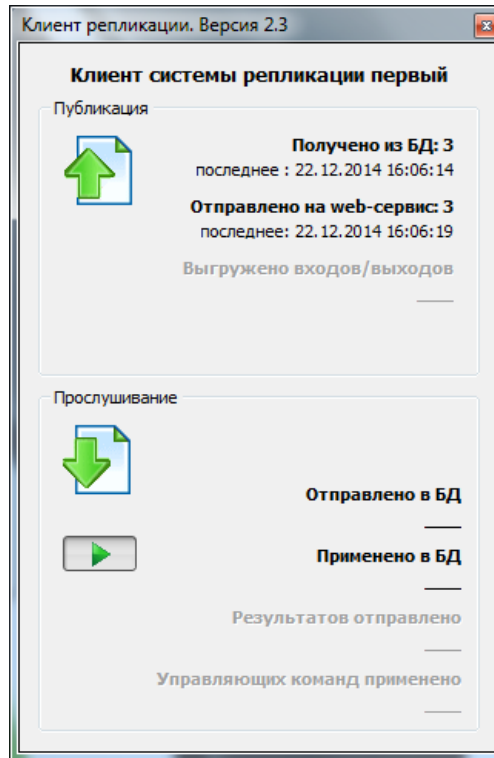 Клиент репликации. Версия 2.3
Клиент системы репликации первый
Публикация
Получено из БД: 3
последнее : 22.12.2014 16:06:14
Отправлено на web-сервис: 3
последнее: 22.12.2014 16:06:19
Выгружено входов/выходов
Прослушивание
Отправлено в БД
Применено в БД
Результатов отправлено
Управляющих команд применено